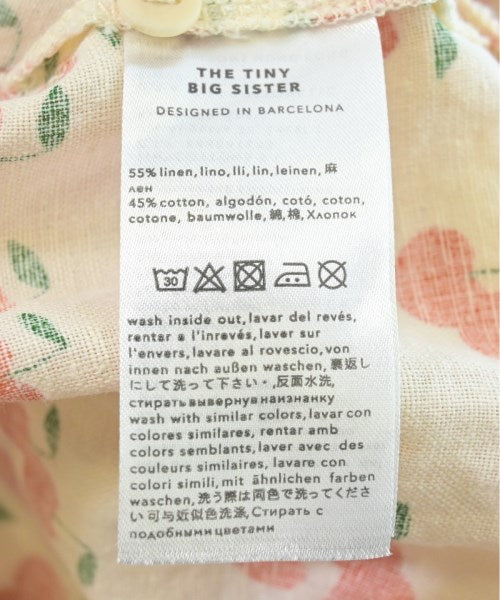 THE TINY
BIG SISTER
DESIGNED IN BARCELONA
55% linen, lino, lli, lin, leinen, 麻
лен
45% cotton, algodón, cotó, coton,
cotone, baumwolle, 綿, 棉, Хлопок
30
wash inside out, lavar del revés,
rentar a l'inrevés, laver sur
l'envers, lavare al rovescio, von
innen nach außen waschen, 裏返し
にして洗って下さい・, 反面水洗,
стирать вывернув наизнанку
wash with similar colors, lavar con
colores similares, rentar amb
colors semblants, laver avec des
couleurs similaires, lavare con
colori simili, mit ähnlichen farben
waschen, 洗う際は同色で洗ってくださ
い 可与近似色洗涤, Стирать с
подобными цветами